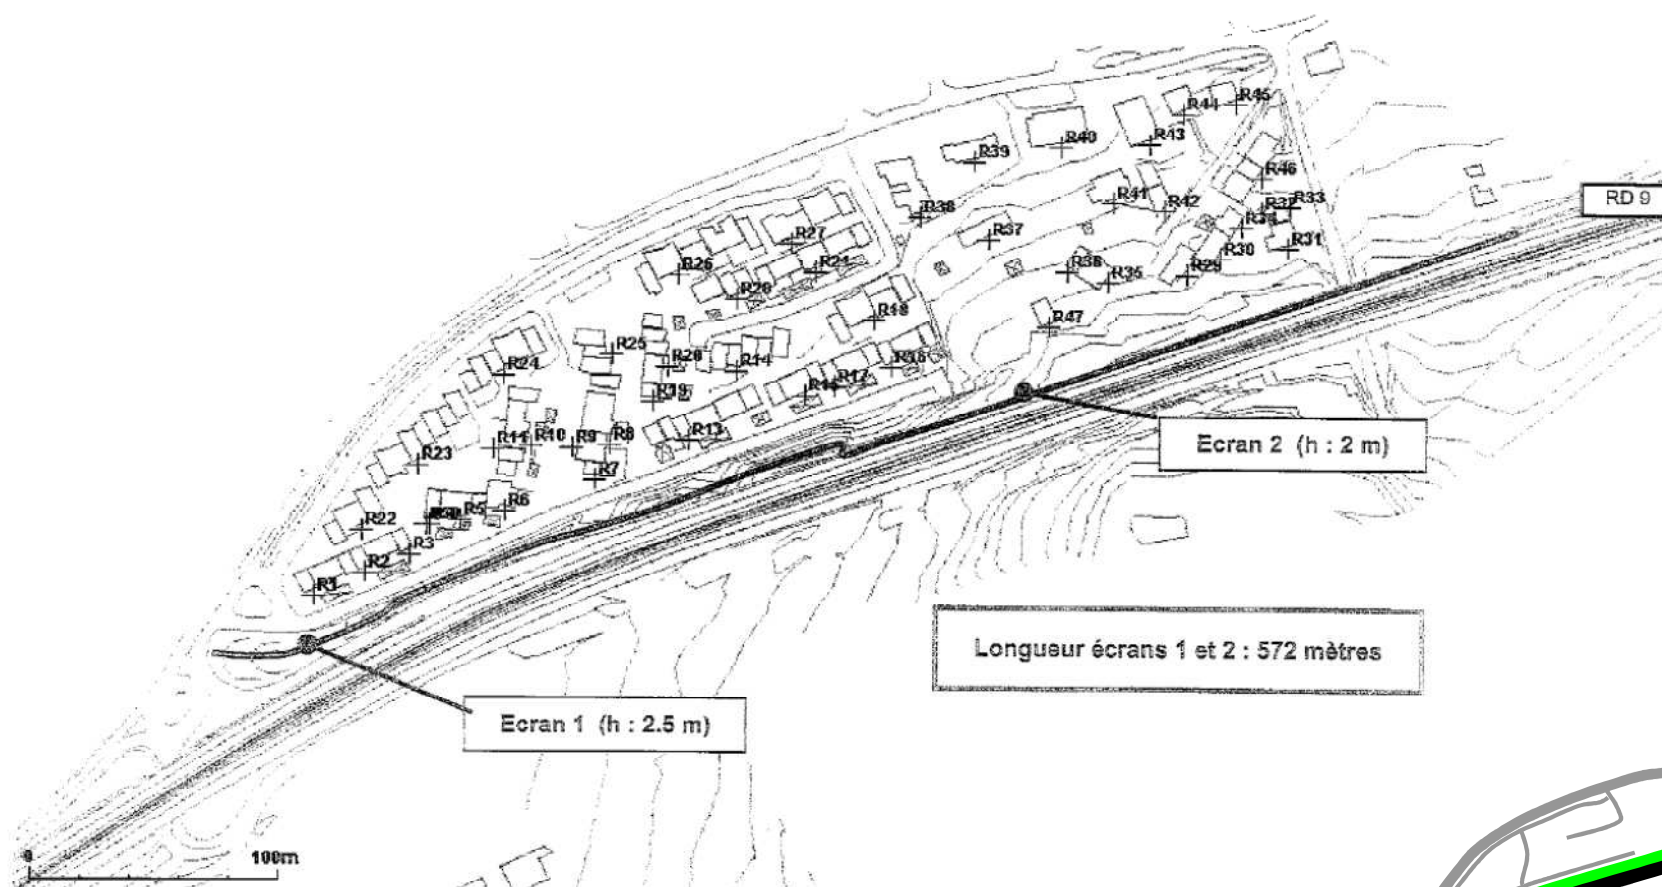 R45
R44
R43
R40
R39
R46
R41
R42
R33
R32
R38
RD 9
R34
R37
R31
R27
R30
R21
R29
R26
R36
R35
R20
R18
R47
R25
R16
R24
R28
R14
R17
R15
R19
R13
R8
R9
R10
R11
Ecran 2 (h : 2 m)
R23
R7
R6
R5
R22
R3
R2
R1
Longueur écrans 1 et 2 : 572 mètres
Ecran 1 (h : 2.5 m)
0
100m